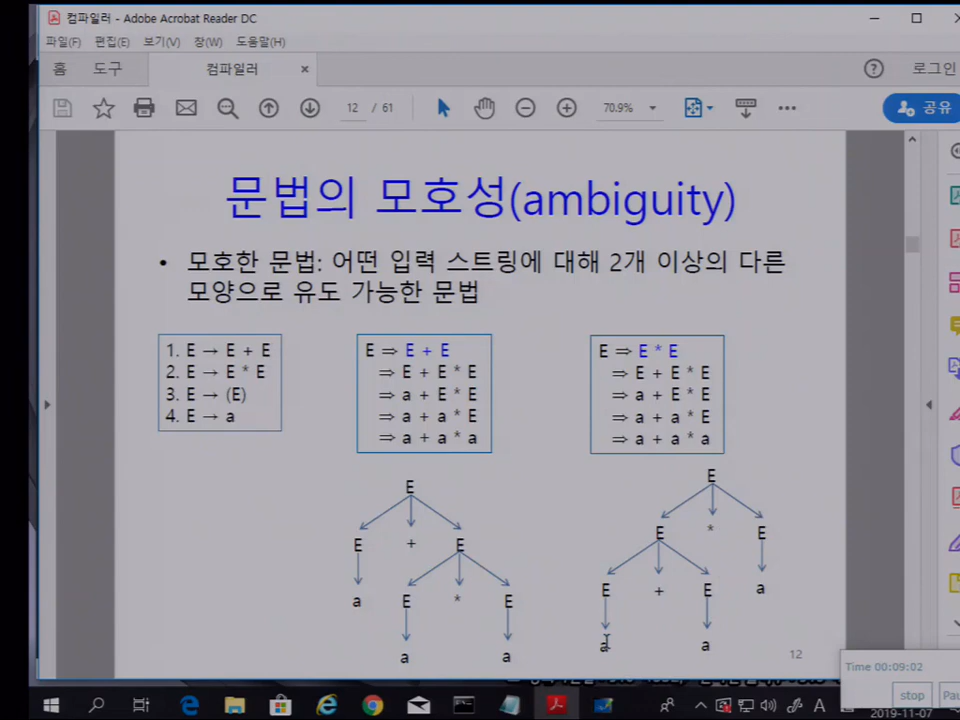 컴파일러 - Adobe Acrobat Reader DC
파일(F) 편집(E) 보기(V) 창(W) 도움말(H)
홈 도구 컴파일러 × ? 로그인
12 / 61 70.9% 공유
문법의 모호성(ambiguity)
• 모호한 문법: 어떤 입력 스트링에 대해 2개 이상의 다른
모양으로 유도 가능한 문법
1. E → E + E
2. E → E * E
3. E → (E)
4. E → a
E ⇒ E + E
⇒ E + E * E
⇒ a + E * E
⇒ a + a * E
⇒ a + a * a
E ⇒ E * E
⇒ E + E * E
⇒ a + E * E
⇒ a + a * E
⇒ a + a * a
E
E + E
a E * E
a a
E
E * E
E + E a
a a
12
Time 00:09:02
stop
A
2019-11-07